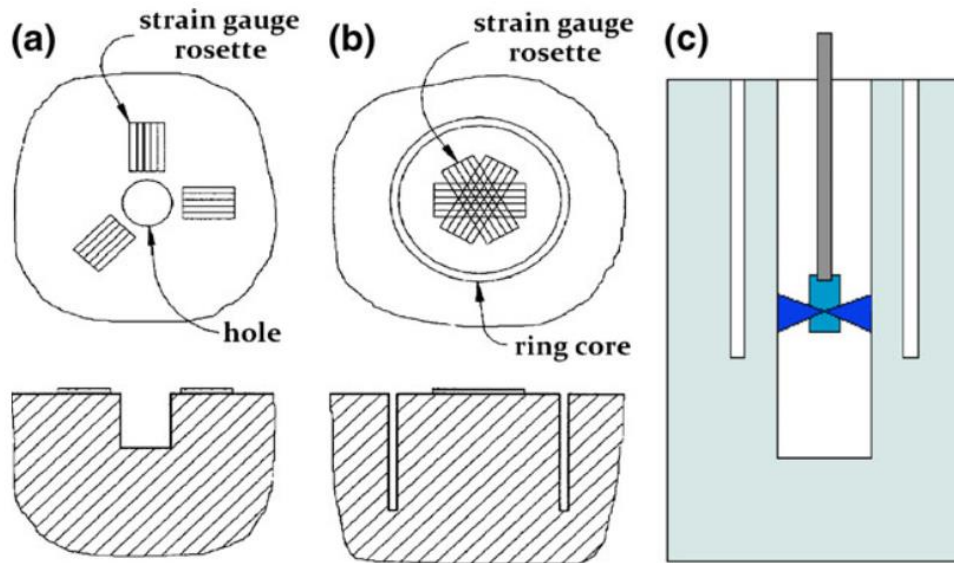 (a)
strain gauge
rosette
hole
(b)
strain gauge
rosette
ring core
(c)